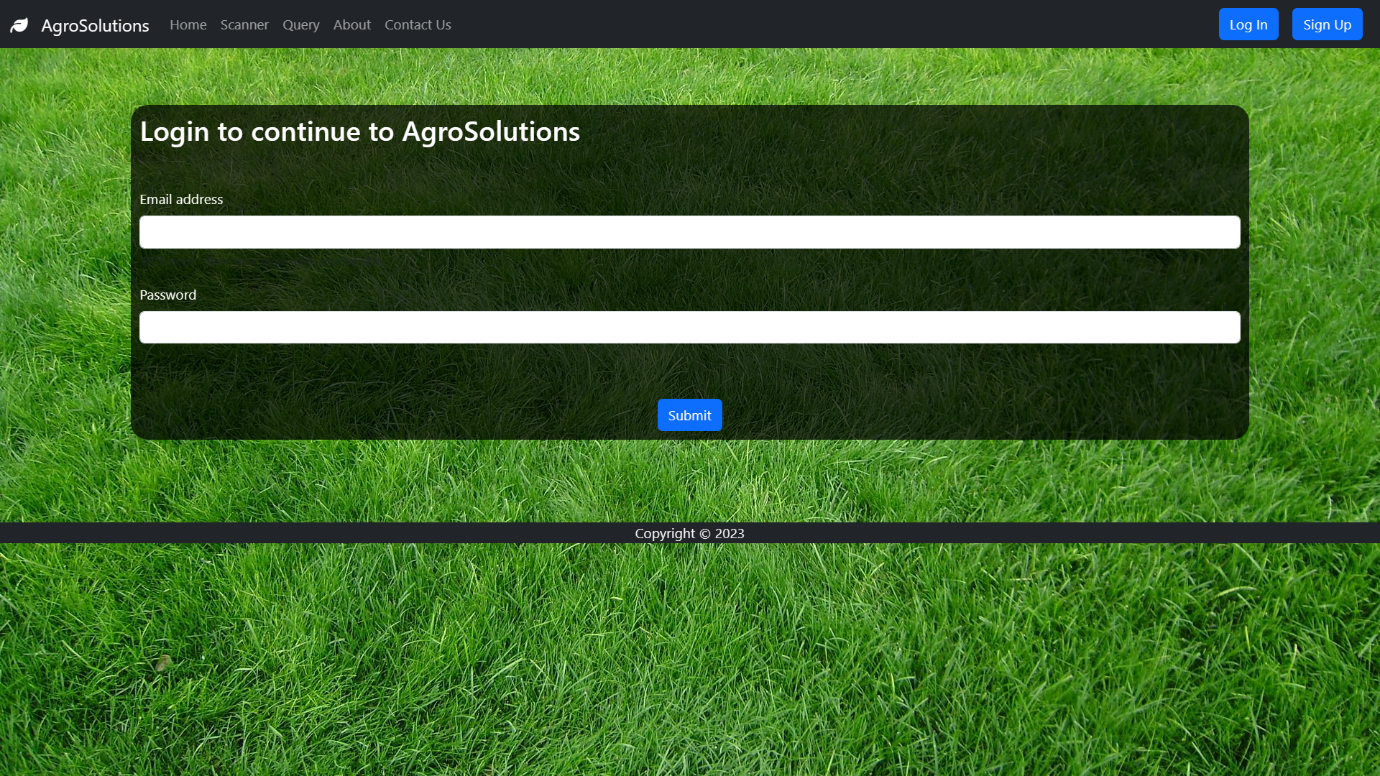 AgroSolutions Home Scanner Query About Contact Us Log In Sign Up
Login to continue to AgroSolutions
Email address
Password
Submit
Copyright © 2023